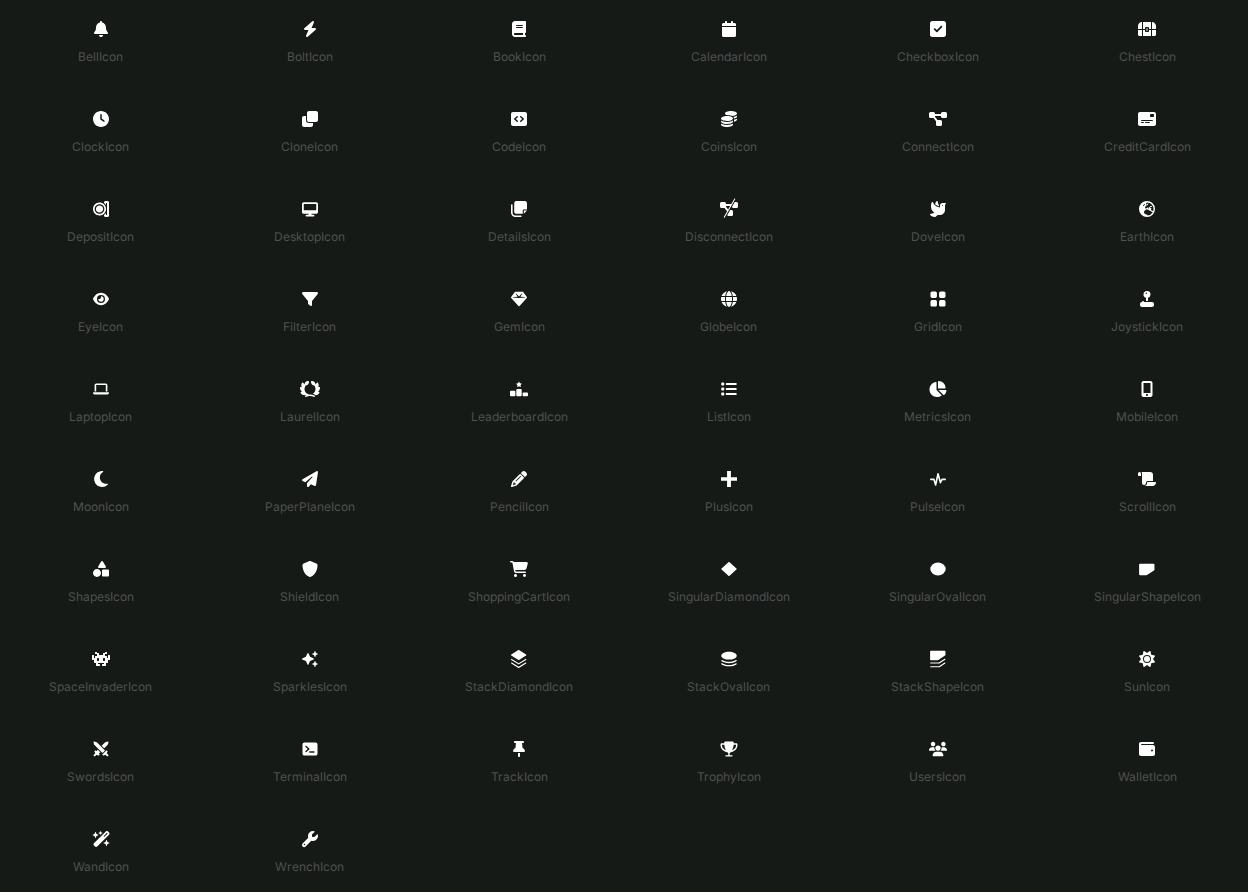 BellIcon BoltIcon BookIcon CalendarIcon CheckboxIcon ChestIcon
ClockIcon CloneIcon CodeIcon CoinsIcon ConnectIcon CreditCardIcon
DepositIcon DesktopIcon DetailsIcon DisconnectIcon DoveIcon EarthIcon
EyeIcon FilterIcon GemIcon GlobeIcon GridIcon JoystickIcon
LaptopIcon LaurelIcon LeaderboardIcon ListIcon MetricsIcon MobileIcon
MoonIcon PaperPlaneIcon PencilIcon PlusIcon PulseIcon ScrollIcon
ShapesIcon ShieldIcon ShoppingCartIcon SingularDiamondIcon SingularOvalIcon SingularShapeIcon
SpaceInvaderIcon SparklesIcon StackDiamondIcon StackOvalIcon StackShapeIcon SunIcon
SwordsIcon TerminalIcon TrackIcon TrophyIcon UsersIcon WalletIcon
WandIcon WrenchIcon